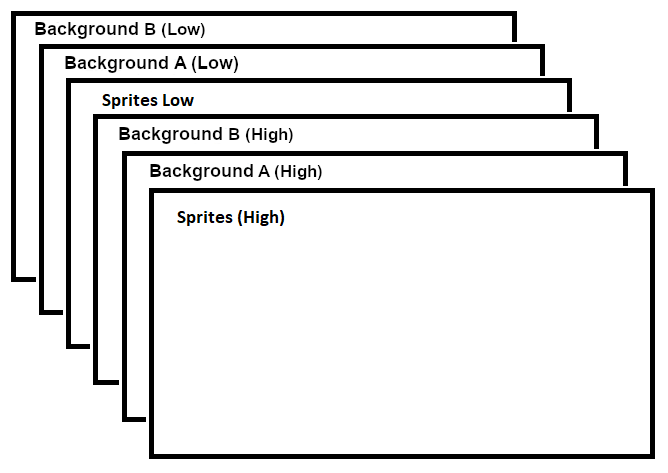 Background B (Low)
Background A (Low)
Sprites Low
Background B (High)
Background A (High)
Sprites (High)